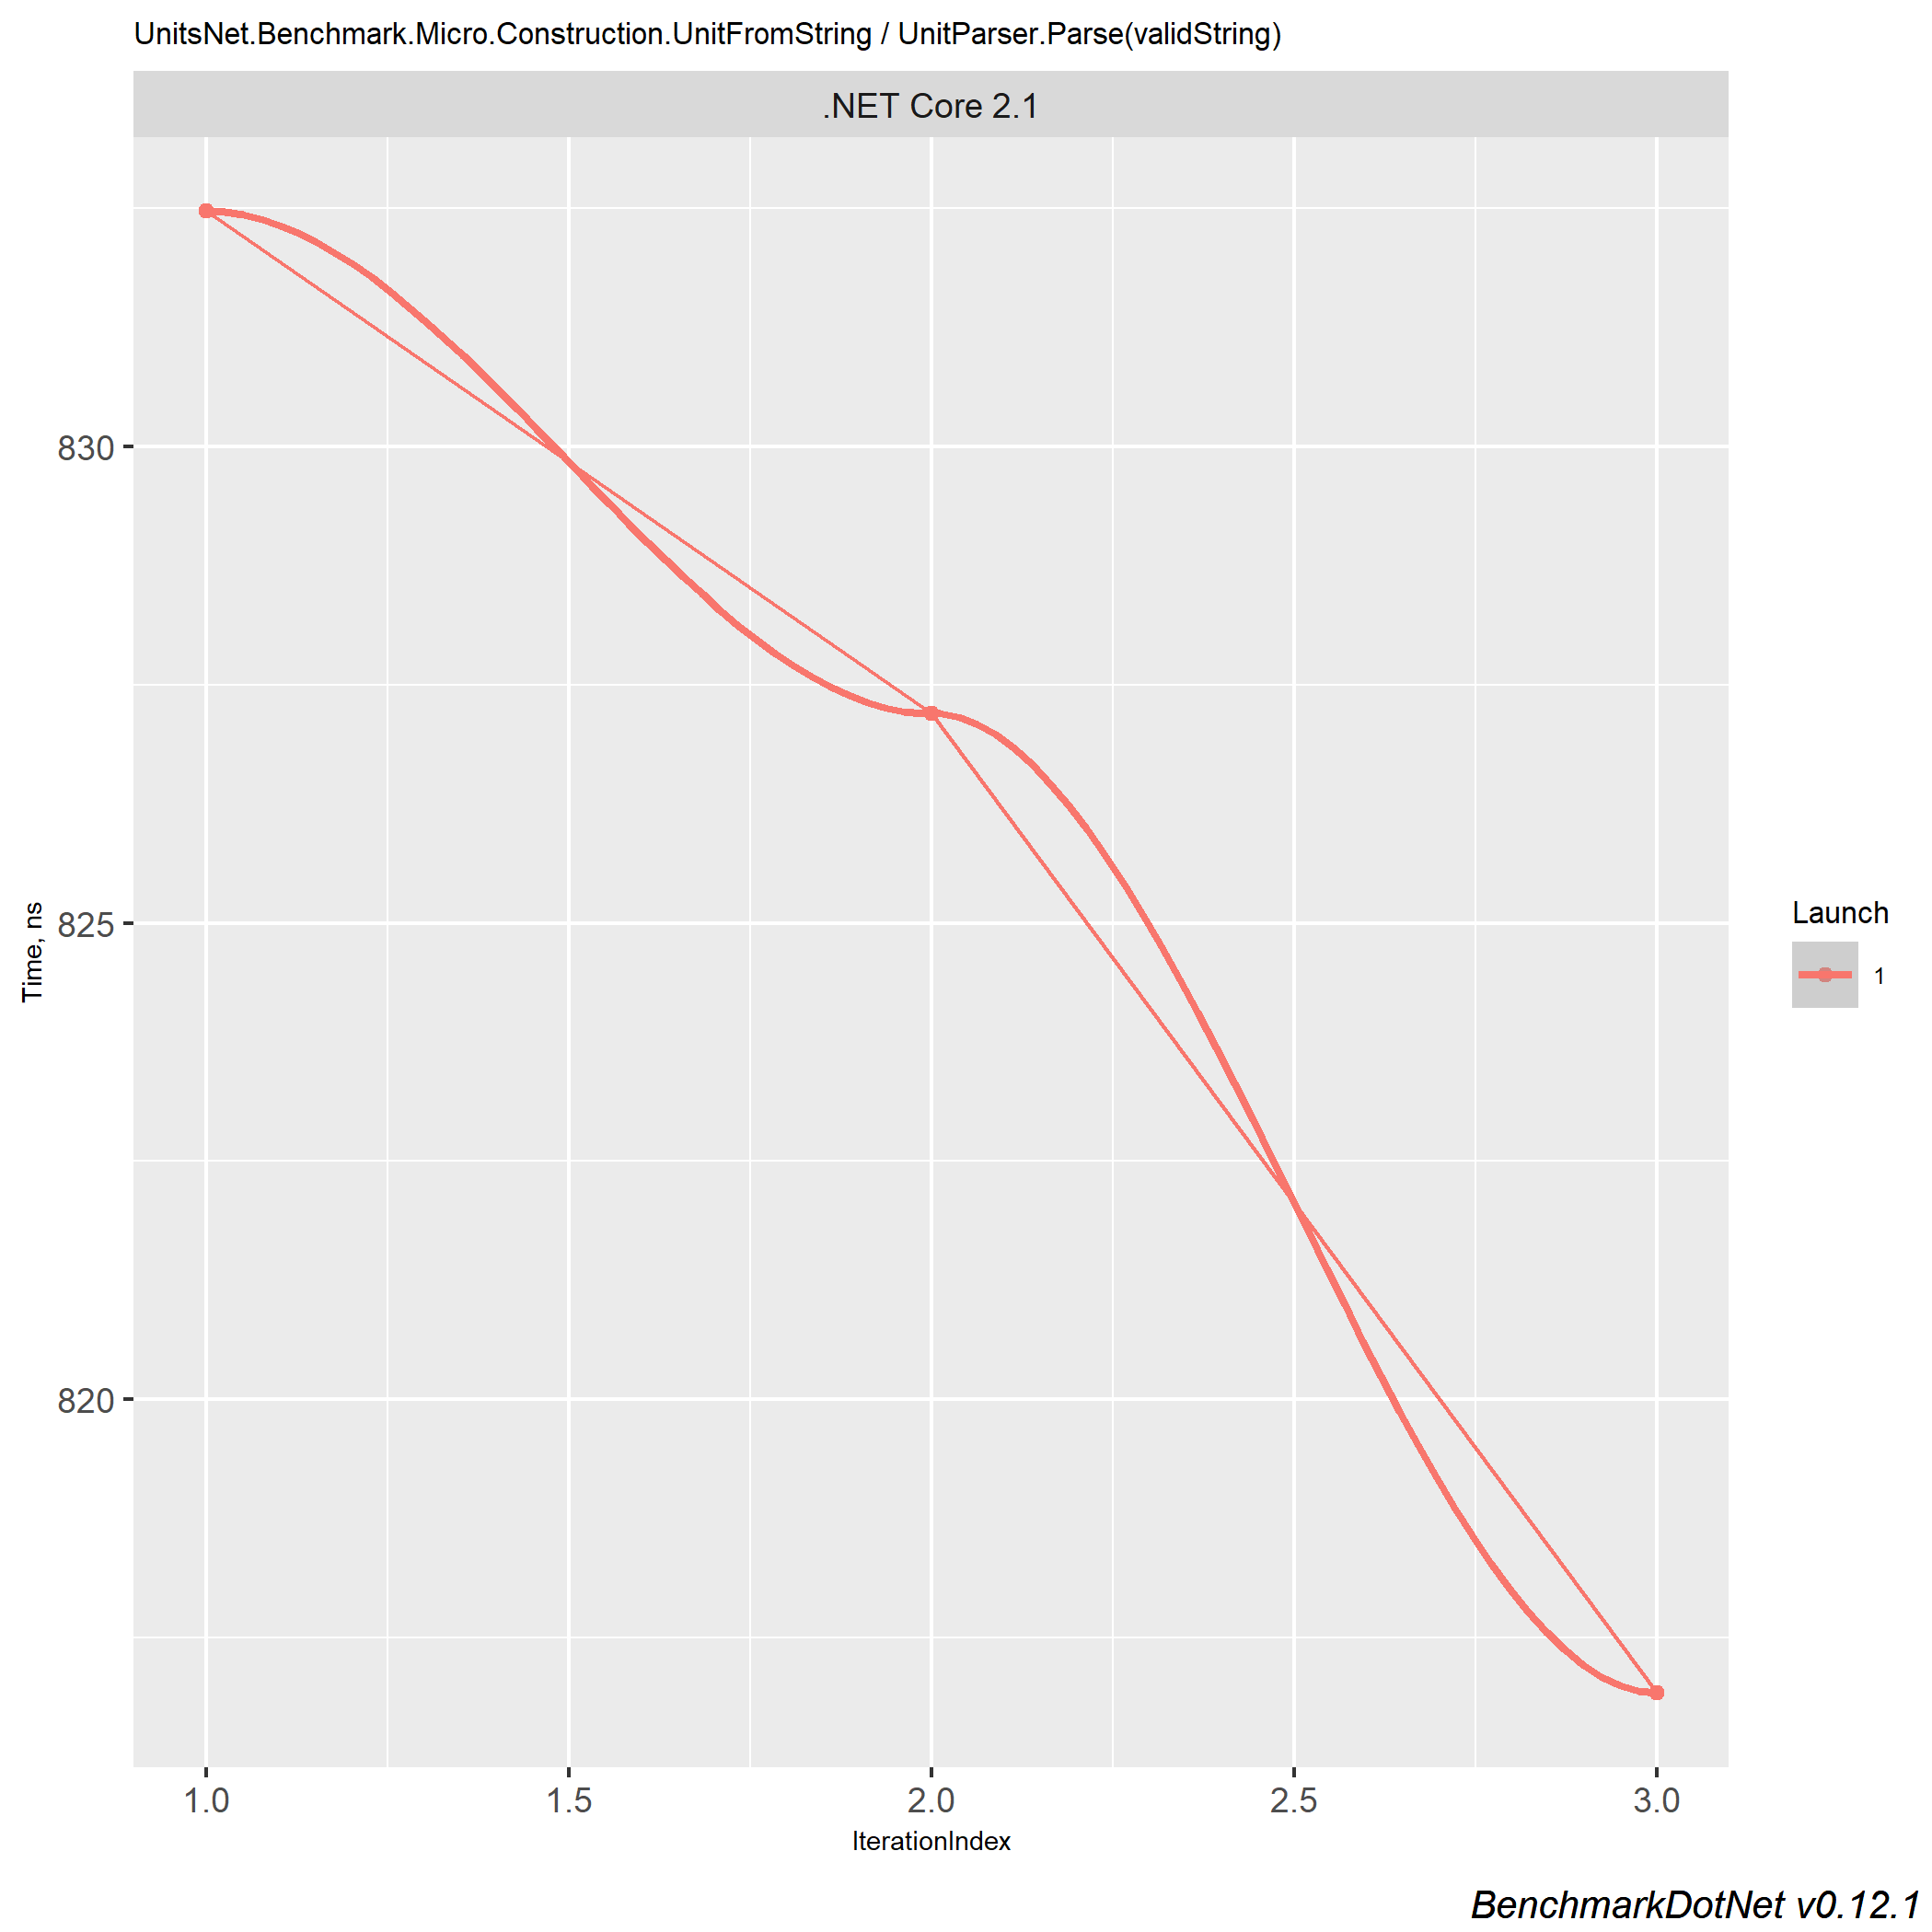 UnitsNet.Benchmark.Micro.Construction.UnitFromString / UnitParser.Parse(validString)
.NET Core 2.1
830
825
820
Time, ns
1.0 1.5 2.0 2.5 3.0
IterationIndex
Launch
1
BenchmarkDotNet v0.12.1